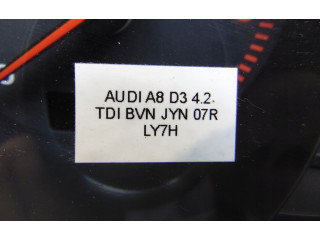 AUDI A8 D3 4.2
TDI BVN JYN 07R
LY7H